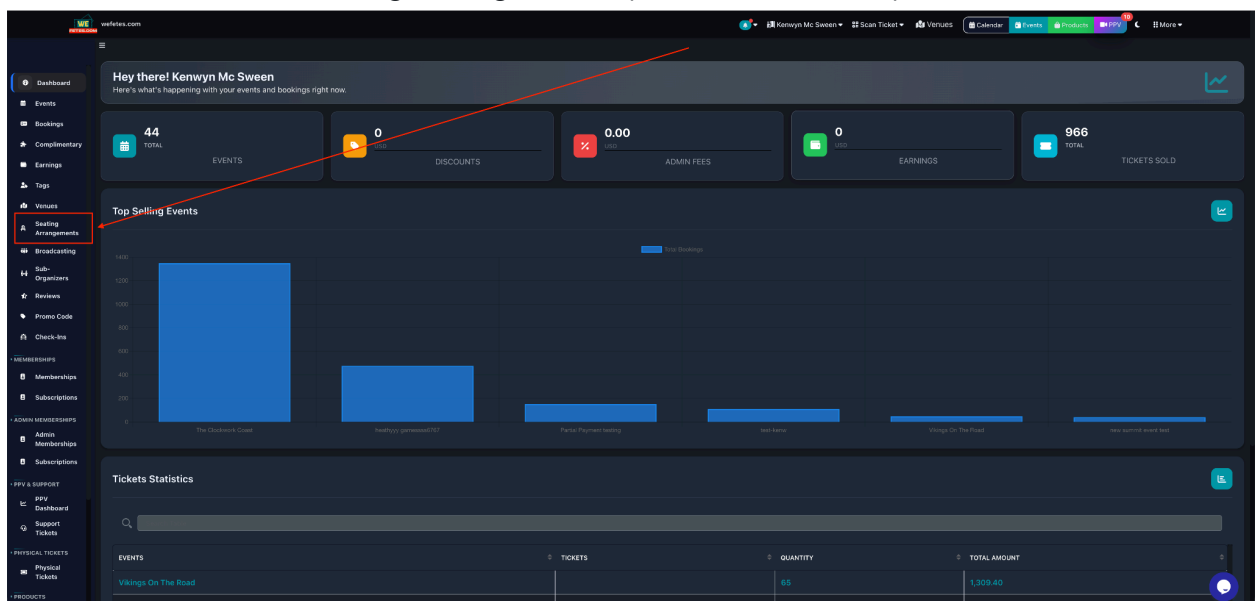 WE
FETES.COM
wefetes.com
Kenwyn Mc Sween
Scan Ticket
Venues
Calendar
Events
Products
PPV
10
More
Dashboard
Events
Bookings
Complimentary
Earnings
Tags
Venues
Seating
Arrangements
Broadcasting
Sub-
Organizers
Reviews
Promo Code
Check-Ins
MEMBERSHIPS
Memberships
Subscriptions
ADMIN MEMBERSHIPS
Admin
Memberships
Subscriptions
PPV & SUPPORT
PPV
Dashboard
Support
Tickets
PHYSICAL TICKETS
Physical
Tickets
PRODUCTS
Hey there! Kenwyn Mc Sween
Here's what's happening with your events and bookings right now.
44
TOTAL
EVENTS
0
USD
DISCOUNTS
0.00
USD
ADMIN FEES
0
USD
EARNINGS
966
TOTAL
TICKETS SOLD
Top Selling Events
Total Bookings
1400
1200
1000
800
600
400
200
0
The Clockwork Coast
Partial Payment testing
Vikings On The Road
new summit event test
Tickets Statistics
EVENTS TICKETS QUANTITY TOTAL AMOUNT
Vikings On The Road 65 1,309.40